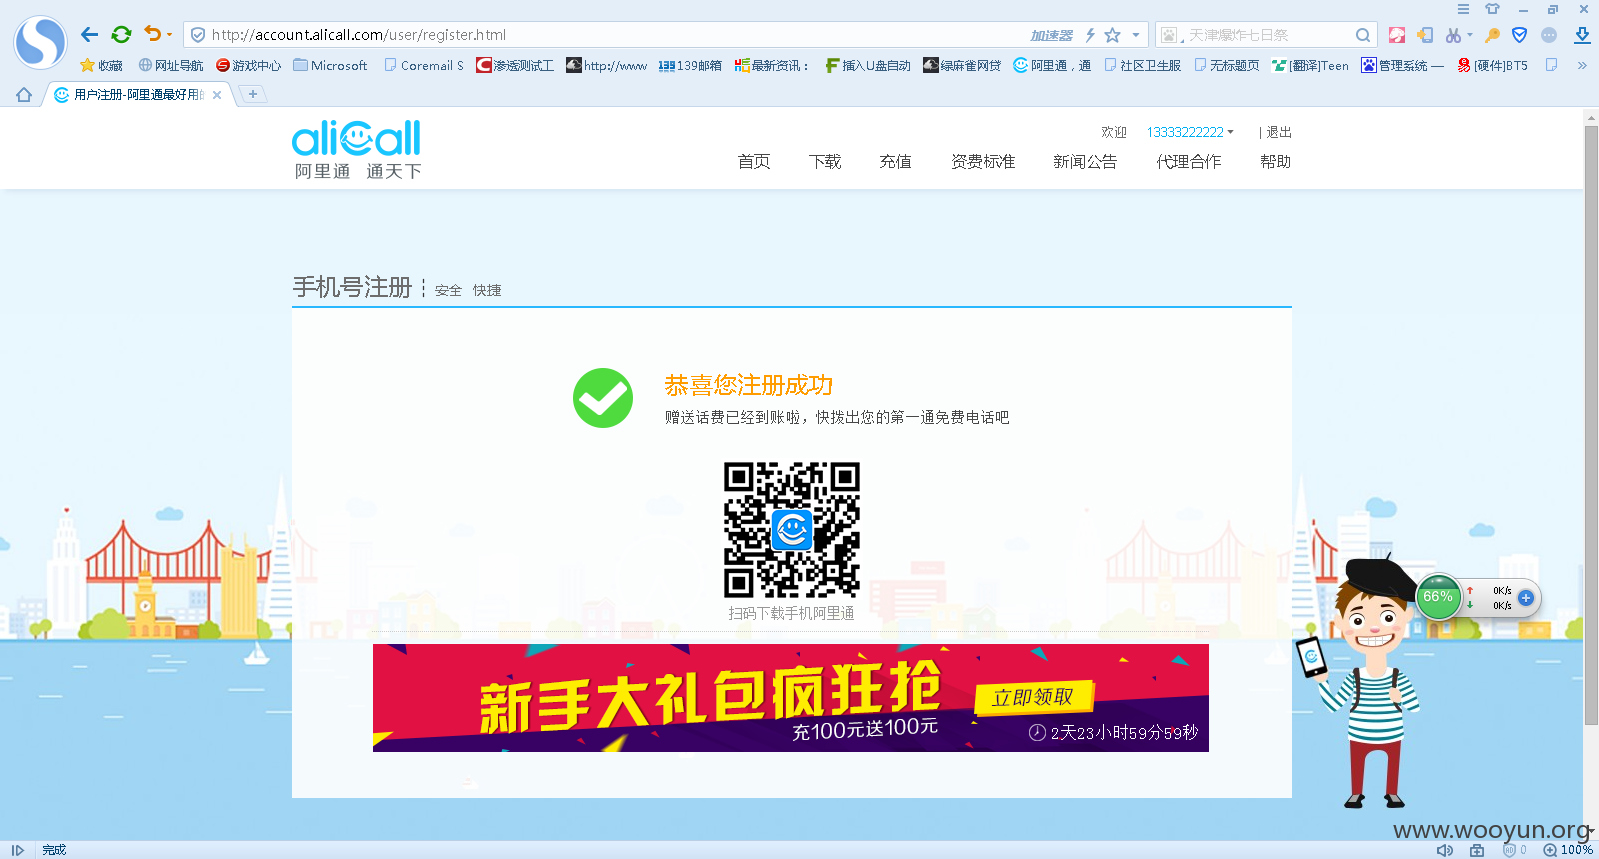 http://account.alicall.com/user/register.html
加速器
天津爆炸七日祭
收藏
网址导航
游戏中心
Microsoft
Coremail S
渗透测试工
http://www
139邮箱
最新资讯：
插入U盘自动
绿麻雀网贷
阿里通，通
社区卫生服
无标题页
[翻译]Teen
管理系统 —
[硬件]BT5
用户注册-阿里通最好用的
alicall
阿里通 通天下
欢迎 13333222222 | 退出
首页 下载 充值 资费标准 新闻公告 代理合作 帮助
手机号注册 安全 快捷
恭喜您注册成功
赠送话费已经到账啦，快拨出您的第一通免费电话吧
扫码下载手机阿里通
66%
0K/s
0K/s
新手大礼包疯狂抢
立即领取
充100元送100元
2天23小时59分59秒
www.wooyun.org
完成
0
100%